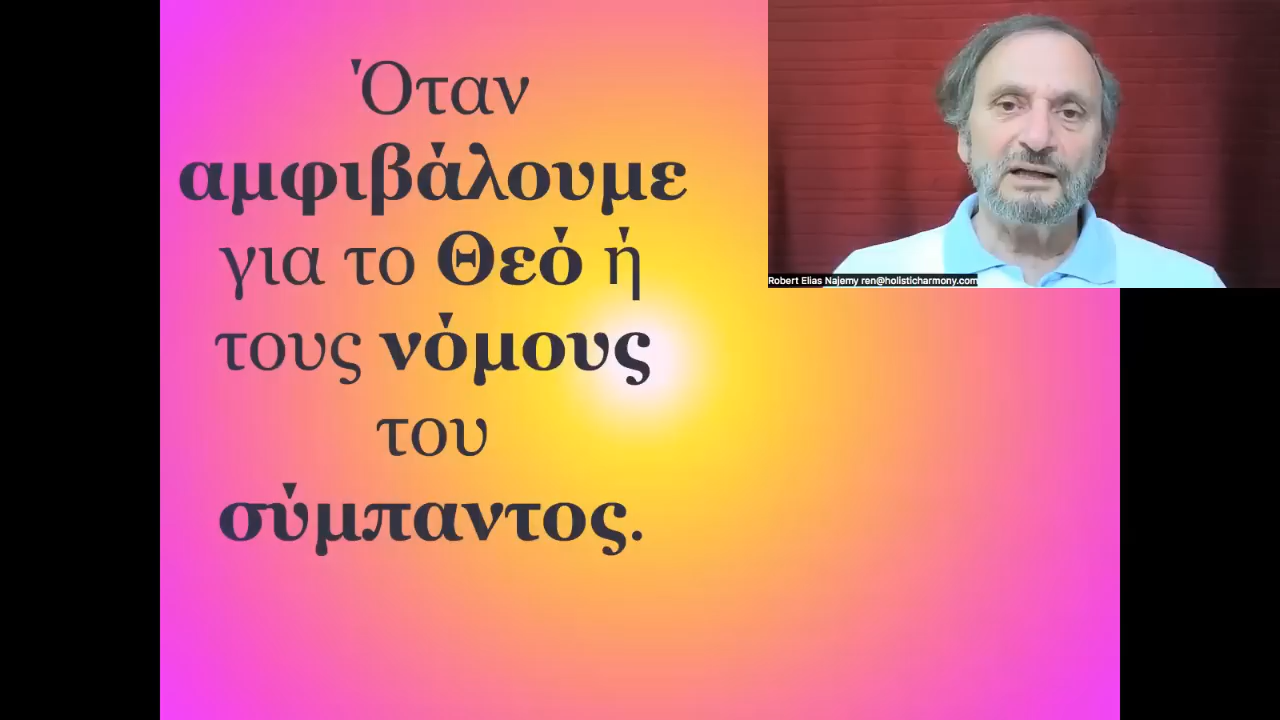 Όταν
αμφιβάλουμε
για το Θεό ή
τους νόμους
του
σύμπαντος.
Robert Elias Najemy ren@holisticharmony.com